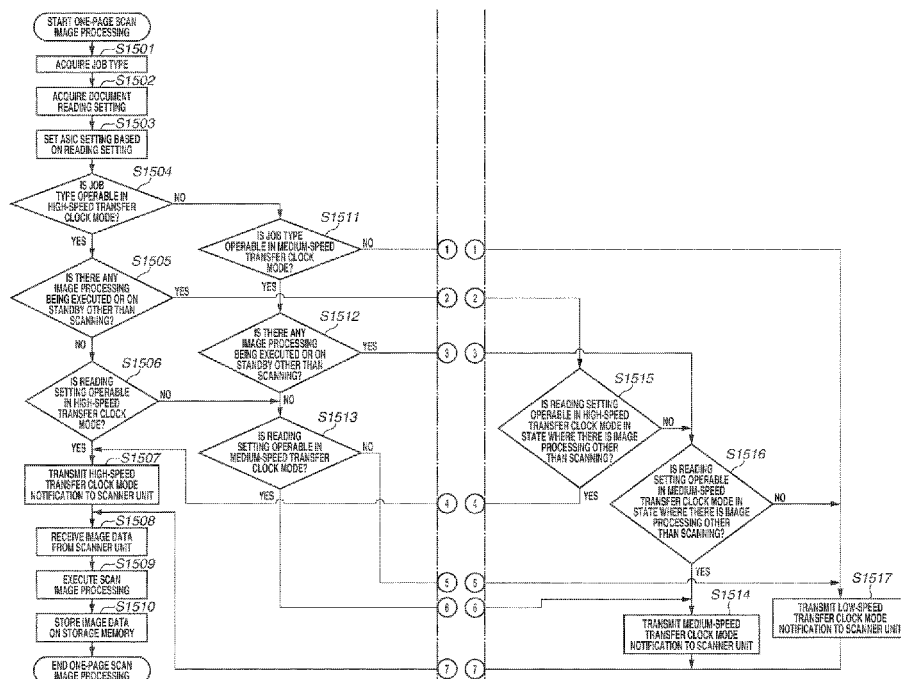 START ONE-PAGE SCAN
IMAGE PROCESSING
S1501
ACQUIRE JOB TYPE
S1502
ACQUIRE DOCUMENT
READING SETTING
S1503
SET ASIC SETTING BASED
ON READING SETTING
S1504
IS JOB
TYPE OPERABLE IN
HIGH-SPEED TRANSFER
CLOCK MODE?
NO
YES
S1505
IS THERE ANY
IMAGE PROCESSING
BEING EXECUTED OR ON
STANDBY OTHER THAN
SCANNING?
YES
NO
S1506
IS READING
SETTING OPERABLE
IN HIGH-SPEED
TRANSFER CLOCK
MODE?
NO
YES
S1507
TRANSMIT HIGH-SPEED
TRANSFER CLOCK MODE
NOTIFICATION TO SCANNER UNIT
S1508
RECEIVE IMAGE DATA
FROM SCANNER UNIT
S1509
EXECUTE SCAN
IMAGE PROCESSING
S1510
STORE IMAGE DATA
ON STORAGE MEMORY
END ONE-PAGE SCAN
IMAGE PROCESSING
S1511
IS JOB TYPE
OPERABLE IN MEDIUM-SPEED
TRANSFER CLOCK
MODE?
NO
YES
S1512
IS THERE ANY
IMAGE PROCESSING
BEING EXECUTED OR ON
STANDBY OTHER THAN
SCANNING?
YES
NO
S1513
IS READING
SETTING OPERABLE IN
MEDIUM-SPEED TRANSFER
CLOCK MODE?
NO
YES
1 1
2 2
3 3
4 4
5 5
6 6
7 7
S1515
IS READING SETTING
OPERABLE IN HIGH-SPEED
TRANSFER CLOCK MODE IN
STATE WHERE THERE IS IMAGE
PROCESSING OTHER
THAN SCANNING?
NO
YES
S1516
IS READING
SETTING OPERABLE
IN MEDIUM-SPEED
TRANSFER CLOCK MODE IN
STATE WHERE THERE IS IMAGE
PROCESSING OTHER
THAN SCANNING?
NO
YES
S1514
TRANSMIT MEDIUM-SPEED
TRANSFER CLOCK MODE
NOTIFICATION TO SCANNER UNIT
S1517
TRANSMIT LOW-SPEED
TRANSFER CLOCK MODE
NOTIFICATION TO SCANNER UNIT